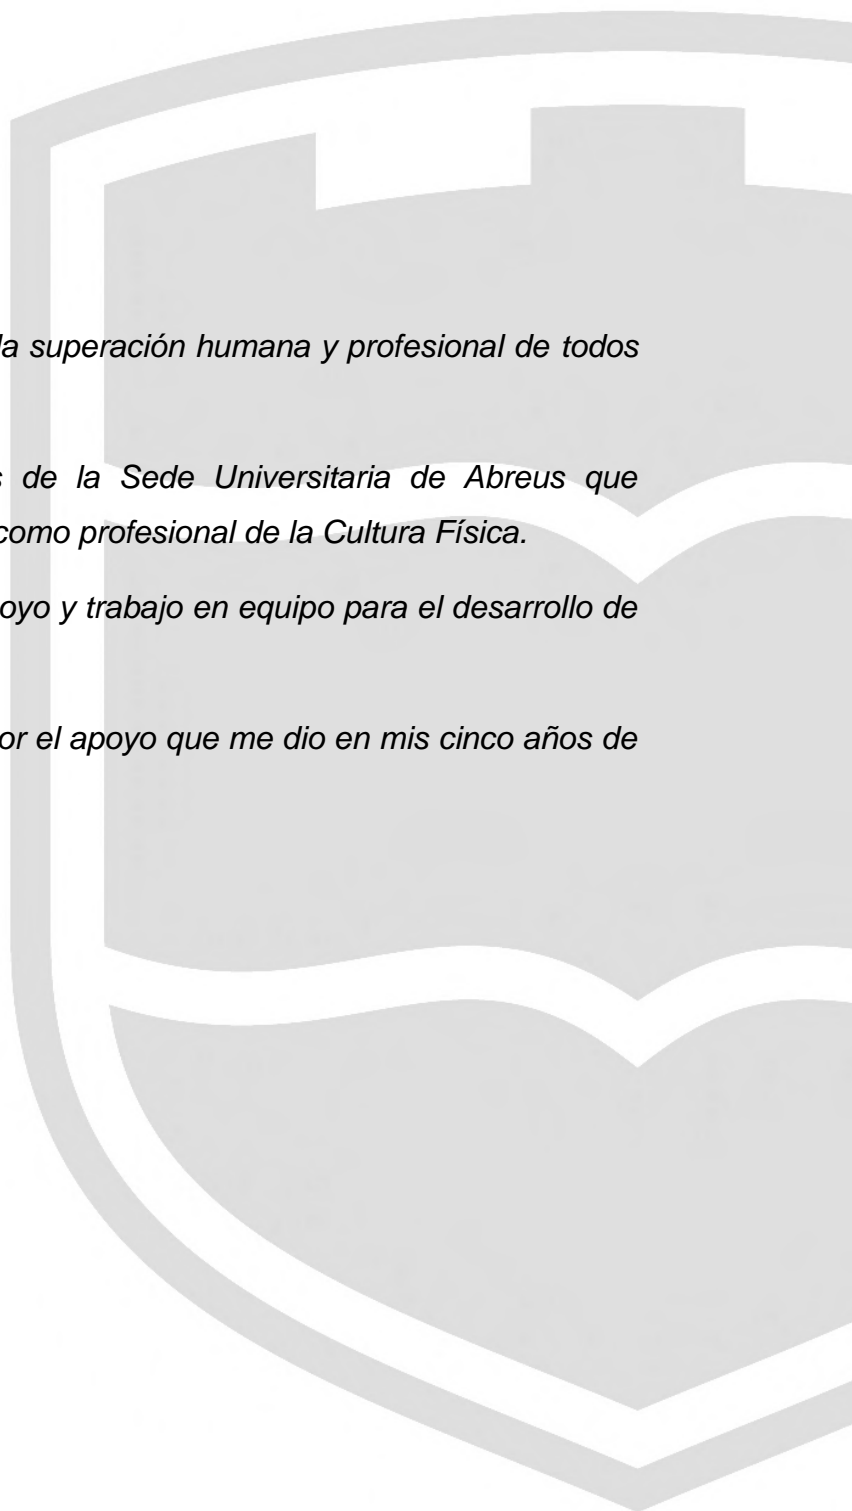 la superación humana y profesional de todos
s de la Sede Universitaria de Abreus que
como profesional de la Cultura Física.
oyo y trabajo en equipo para el desarrollo de
or el apoyo que me dio en mis cinco años de